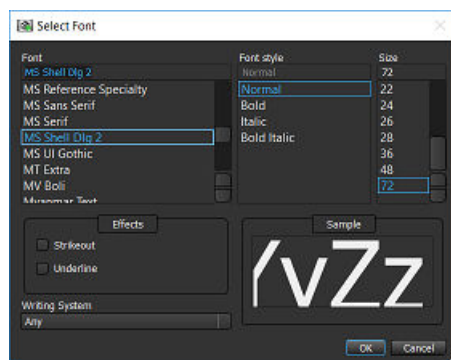 Select Font
Font
MS Shell Dlg 2
MS Reference Specialty
MS Sans Serif
MS Serif
MS Shell Dlg 2
MS UI Gothic
MT Extra
MV Boli
Myanmar Text
Font style
Normal
Normal
Bold
Italic
Bold Italic
Size
72
22
24
26
28
36
48
72
Effects
Strikeout
Underline
Sample
YvZz
Writing System
Any
OK
Cancel